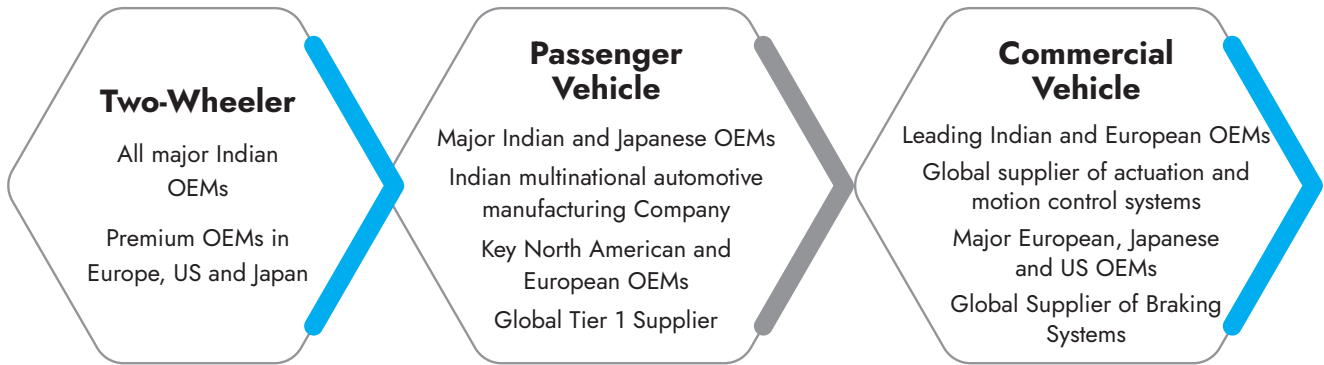 Two-Wheeler
All major Indian
OEMs
Premium OEMs in
Europe, US and Japan
Passenger
Vehicle
Major Indian and Japanese OEMs
Indian multinational automotive
manufacturing Company
Key North American and
European OEMs
Global Tier 1 Supplier
Commercial
Vehicle
Leading Indian and European OEMs
Global supplier of actuation and
motion control systems
Major European, Japanese
and US OEMs
Global Supplier of Braking
Systems